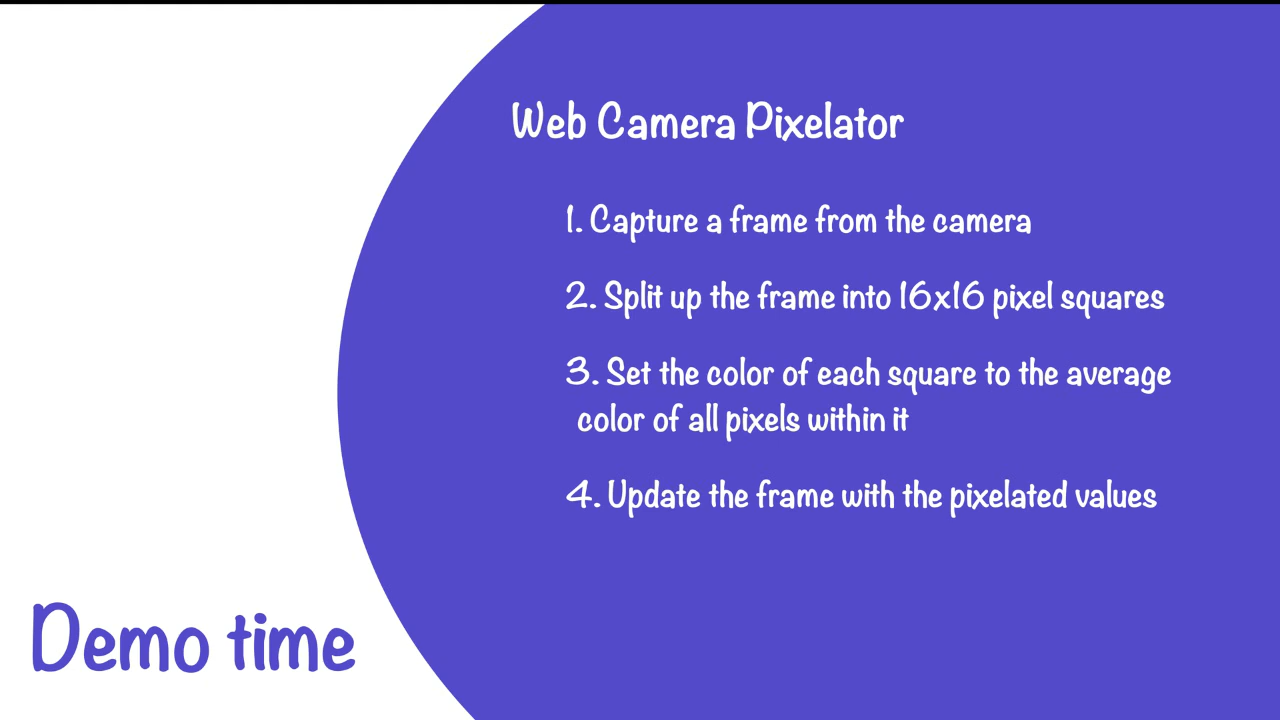 Web Camera Pixelator
1. Capture a frame from the camera
2. Split up the frame into 16x16 pixel squares
3. Set the color of each square to the average
color of all pixels within it
4. Update the frame with the pixelated values
Demo time